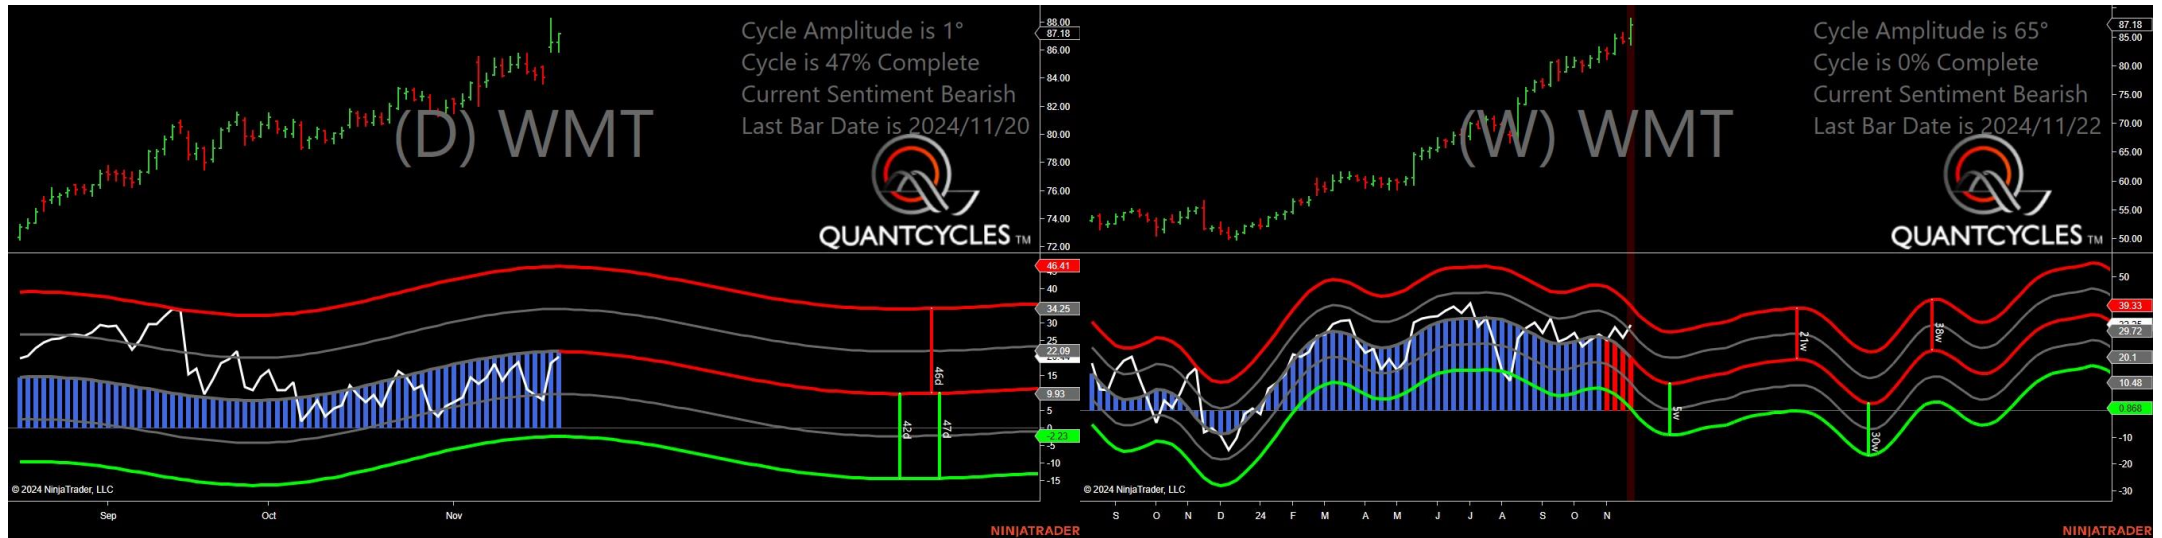 Cycle Amplitude is 1°
Cycle is 47% Complete
Current Sentiment Bearish
Last Bar Date is 2024/11/20
(D) WMT
QUANTCYCLES TM
88.00
87.18
86.00
84.00
82.00
80.00
78.00
76.00
74.00
72.00
46.41
40
34.25
30
25
22.09
15
9.93
5
0
-2.23
-5
-10
-15
46d
42d
47d
© 2024 NinjaTrader, LLC
Sep Oct Nov
NINJATRADER
Cycle Amplitude is 65°
Cycle is 0% Complete
Current Sentiment Bearish
Last Bar Date is 2024/11/22
(W) WMT
QUANTCYCLES TM
87.18
85.00
80.00
75.00
70.00
65.00
60.00
55.00
50.00
50
39.33
29.72
20.1
10.48
0.868
-10
-20
-30
21w
38w
5w
30w
© 2024 NinjaTrader, LLC
S O N D 24 F M A M J J A S O N
NINJATRADER